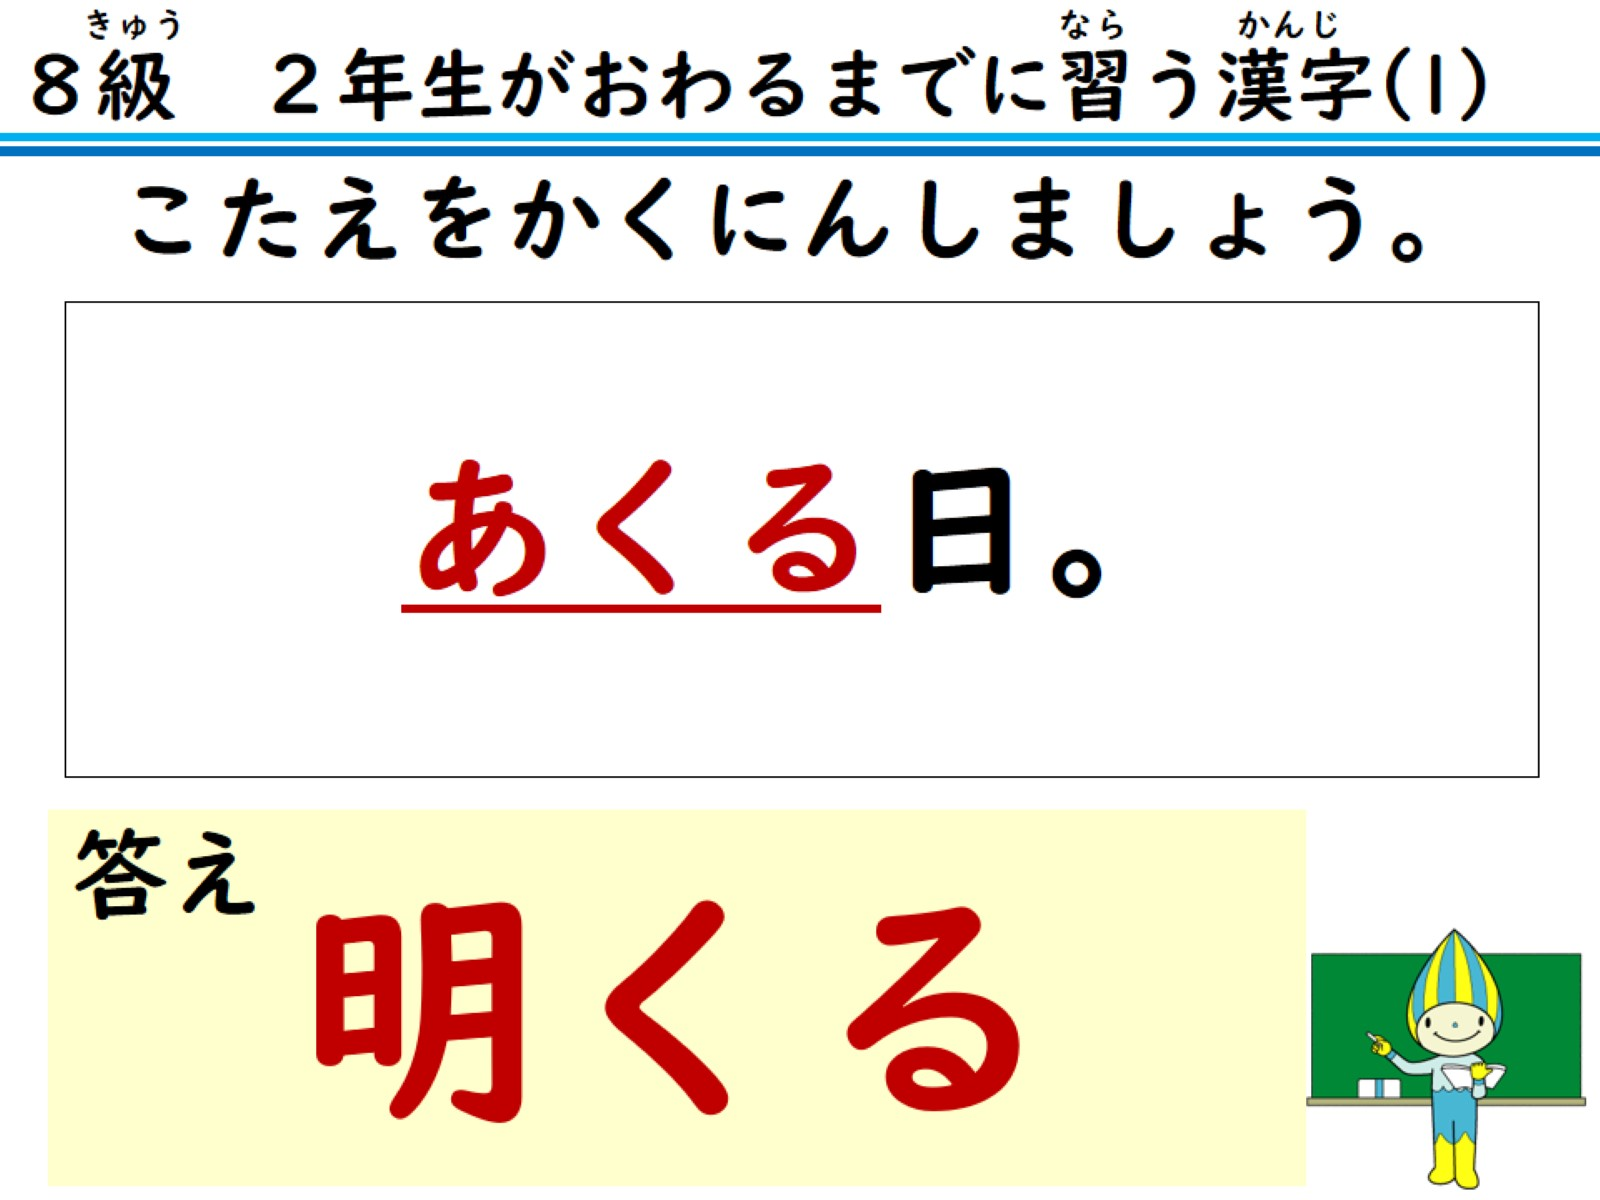 きゅう なら かんじ
８級　２年生がおわるまでに習う漢字(1)
こたえをかくにんしましょう。
あくる日。
答え
明くる